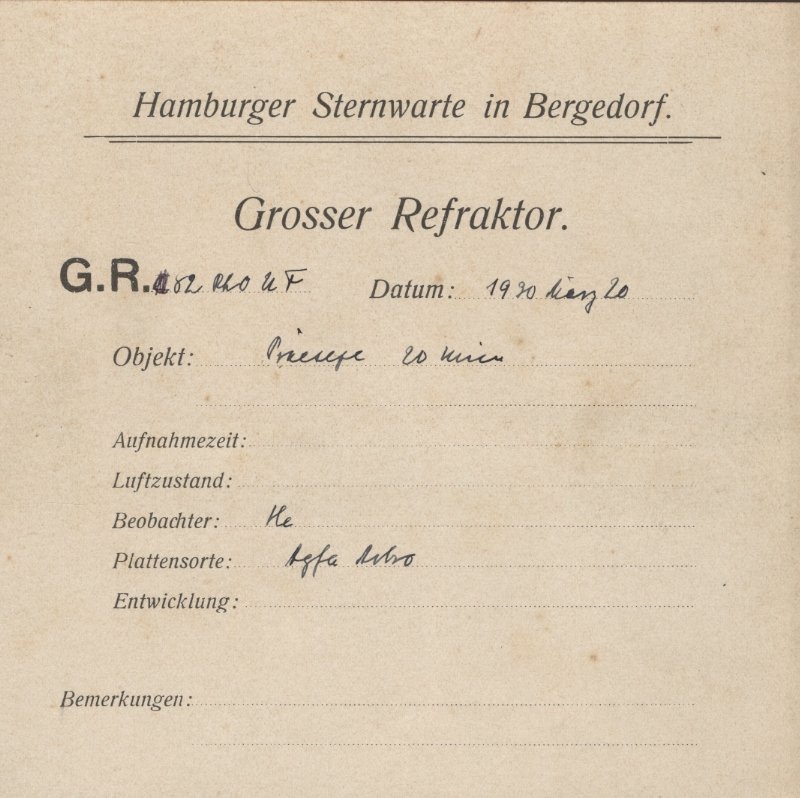 Hamburger Sternwarte in Bergedorf.
Grosser Refraktor.
G.R. Datum: 1930 März 20
Objekt: Praesepe 20 min
Aufnahmezeit:
Luftzustand:
Beobachter: He
Plattensorte: Agfa Astro
Entwicklung:
Bemerkungen: